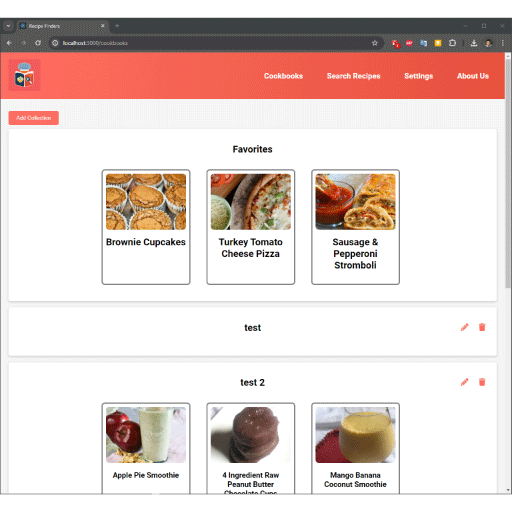 Recipe Finders
localhost:3000/cookbooks
Cookbooks
Search Recipes
Settings
About Us
Add Collection
Favorites
Brownie Cupcakes
Turkey Tomato
Cheese Pizza
Sausage &
Pepperoni
Stromboli
test
test 2
Apple Pie Smoothie
4 Ingredient Raw
Peanut Butter
Chocolate Cups
Mango Banana
Coconut Smoothie